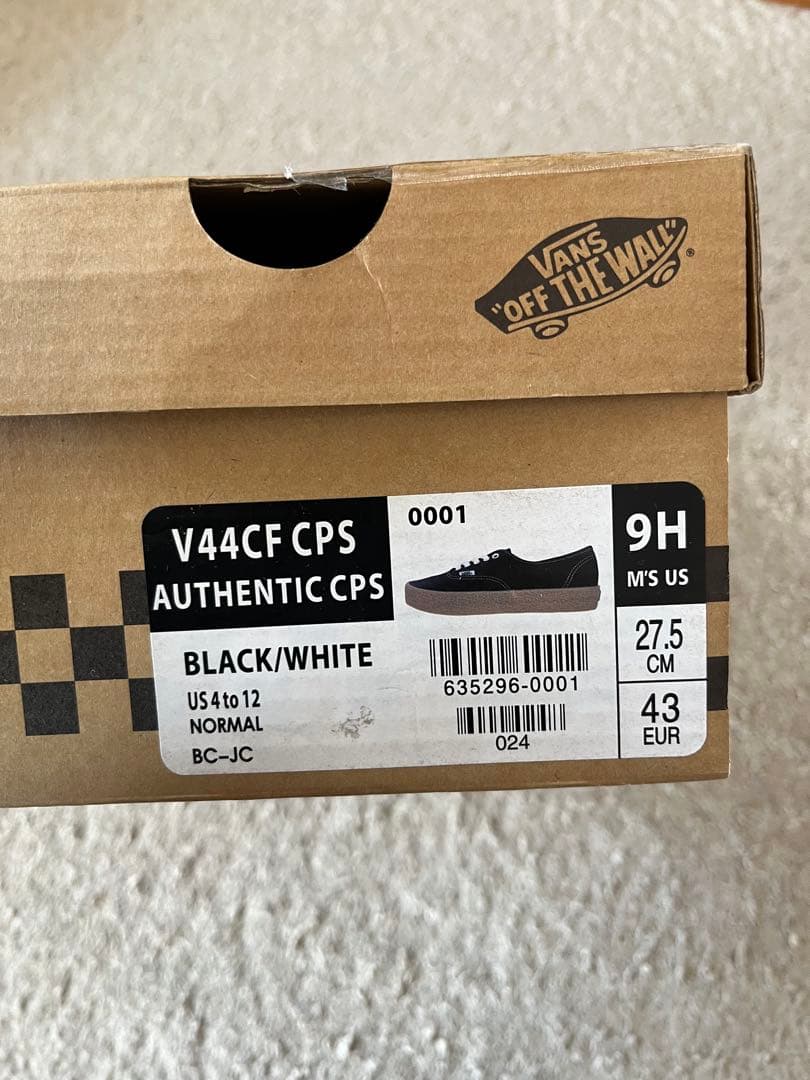 VANS
"OFF THE WALL"
V44CF CPS
AUTHENTIC CPS
0001
9H
M'S US
BLACK/WHITE
US 4 to 12
NORMAL
BC-JC
635296-0001
024
27.5
CM
43
EUR